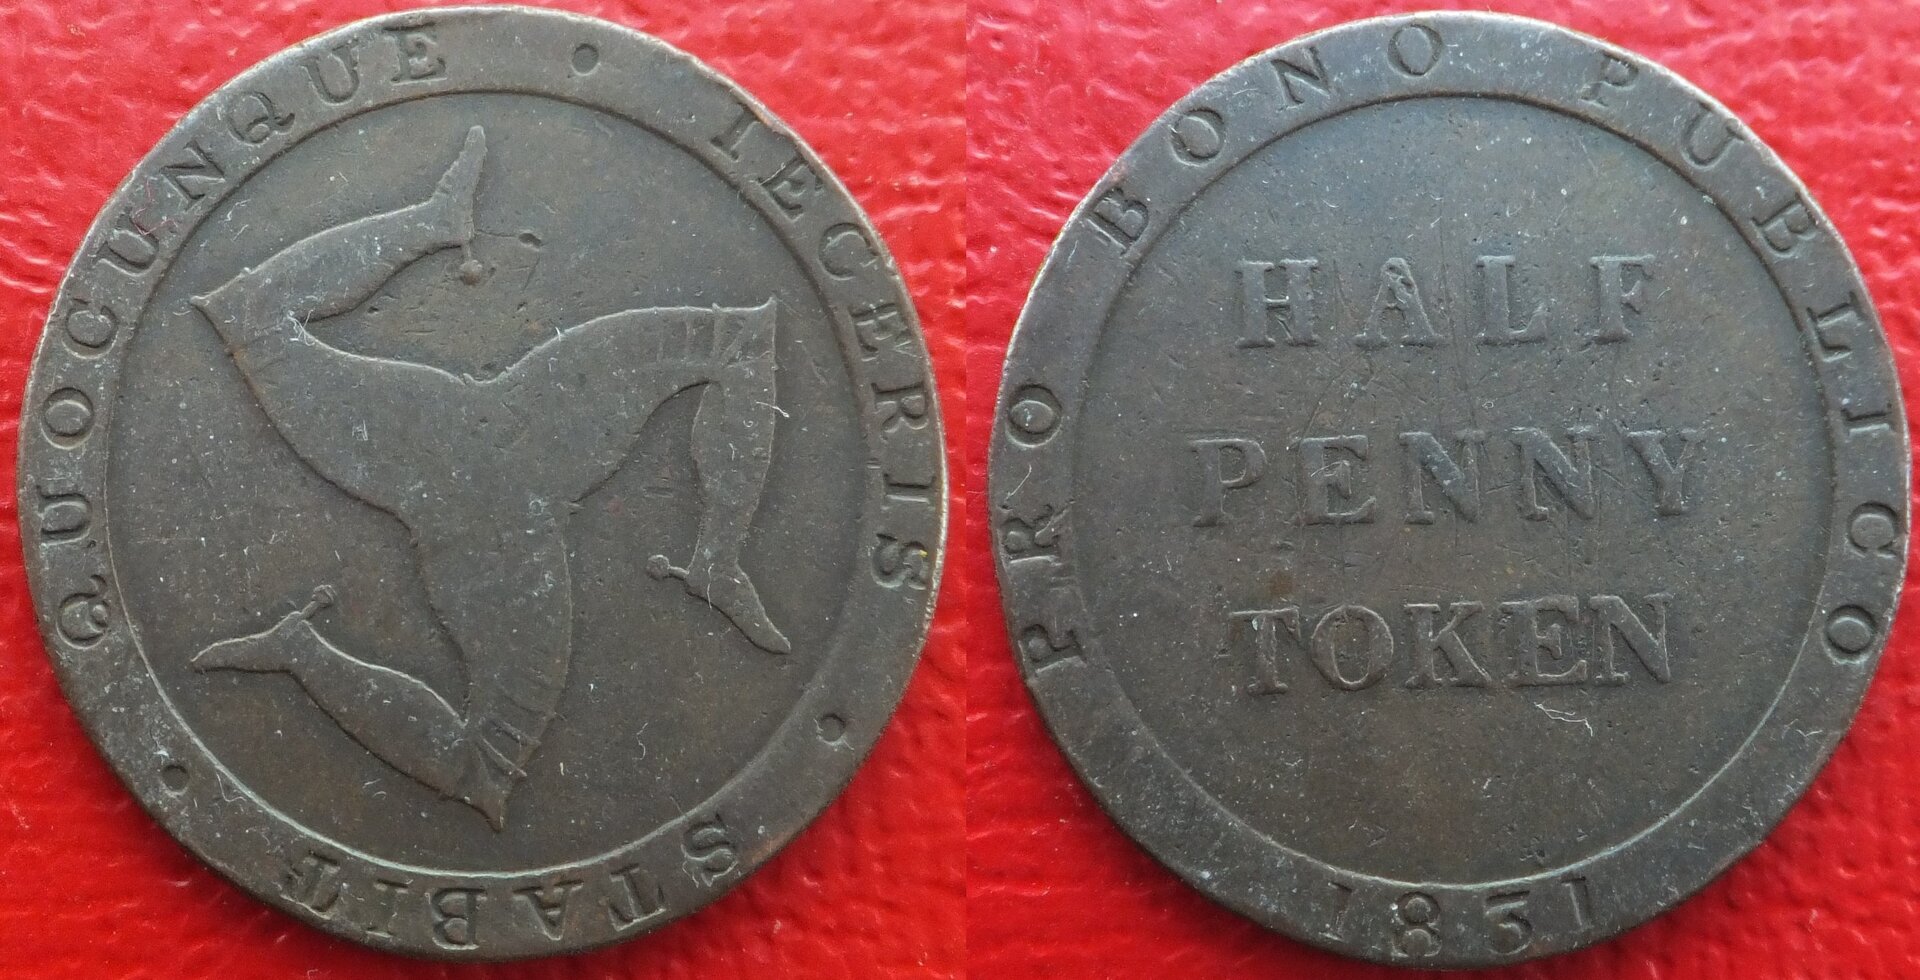 QUOCUNQUE · IECERIS · STABIT ·
PRO BONO PUBLICO
HALF
PENNY
TOKEN
1831